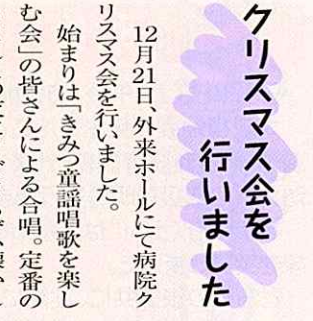 クリスマス会を
行いました
12月21日、外来ホールにて病院ク
リスマス会を行いました。
始まりは「きみつ童謡唱歌を楽し
む会」の皆さんによる合唱。定番の